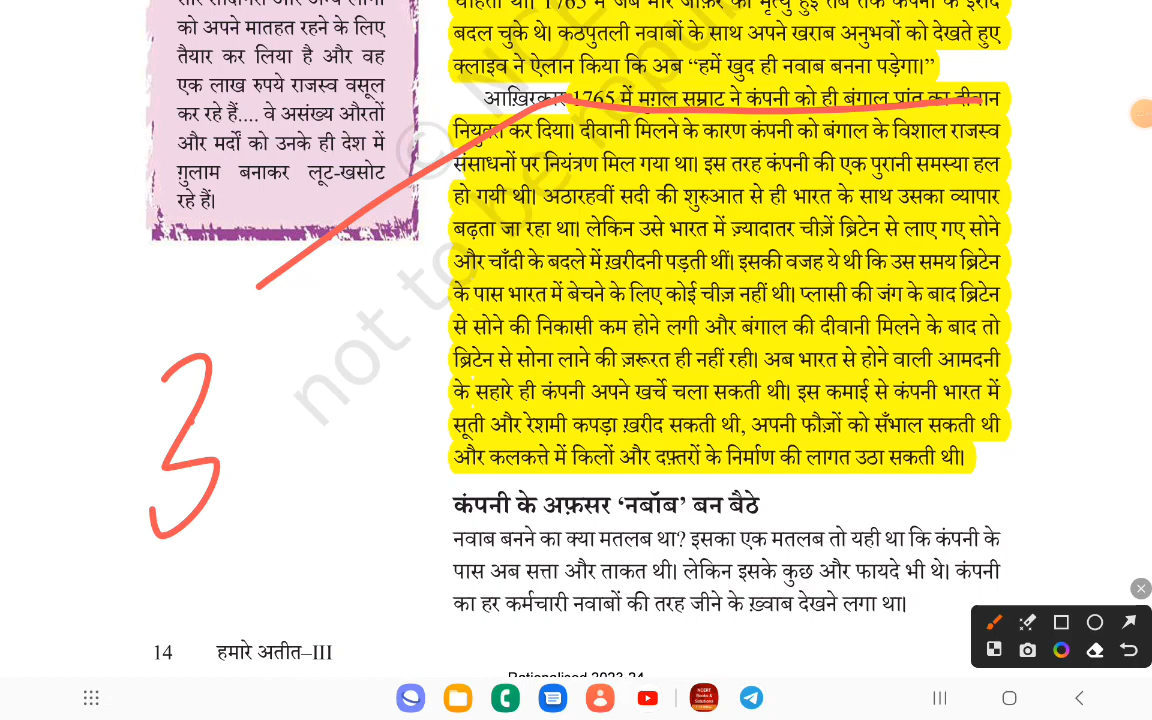 को अपने मातहत रहने के लिए
तैयार कर लिया है और वह
एक लाख रुपये राजस्व वसूल
कर रहे हैं.... वे असंख्य औरतों
और मर्दों को उनके ही देश में
ग़ुलाम बनाकर लूट-खसोट
रहे हैं।
बदल चुके थे। कठपुतली नवाबों के साथ अपने खराब अनुभवों को देखते हुए
क्लाइव ने ऐलान किया कि अब “हमें खुद ही नवाब बनना पड़ेगा।”
आख़िरकार 1765 में मुग़ल सम्राट ने कंपनी को ही बंगाल प्रांत का दीवान
नियुक्त कर दिया। दीवानी मिलने के कारण कंपनी को बंगाल के विशाल राजस्व
संसाधनों पर नियंत्रण मिल गया था। इस तरह कंपनी की एक पुरानी समस्या हल
हो गयी थी। अठारहवीं सदी की शुरुआत से ही भारत के साथ उसका व्यापार
बढ़ता जा रहा था। लेकिन उसे भारत में ज़्यादातर चीज़ें ब्रिटेन से लाए गए सोने
और चाँदी के बदले में ख़रीदनी पड़ती थीं। इसकी वजह ये थी कि उस समय ब्रिटेन
के पास भारत में बेचने के लिए कोई चीज़ नहीं थी। प्लासी की जंग के बाद ब्रिटेन
से सोने की निकासी कम होने लगी और बंगाल की दीवानी मिलने के बाद तो
ब्रिटेन से सोना लाने की ज़रूरत ही नहीं रही। अब भारत से होने वाली आमदनी
के सहारे ही कंपनी अपने खर्चे चला सकती थी। इस कमाई से कंपनी भारत में
सूती और रेशमी कपड़ा ख़रीद सकती थी, अपनी फौज़ों को सँभाल सकती थी
और कलकत्ते में किलों और दफ़्तरों के निर्माण की लागत उठा सकती थी।
3
कंपनी के अफ़सर ‘नबॉब’ बन बैठे
नवाब बनने का क्या मतलब था? इसका एक मतलब तो यही था कि कंपनी के
पास अब सत्ता और ताकत थी। लेकिन इसके कुछ और फायदे भी थे। कंपनी
का हर कर्मचारी नवाबों की तरह जीने के ख़्वाब देखने लगा था।
14 हमारे अतीत–III
not to be